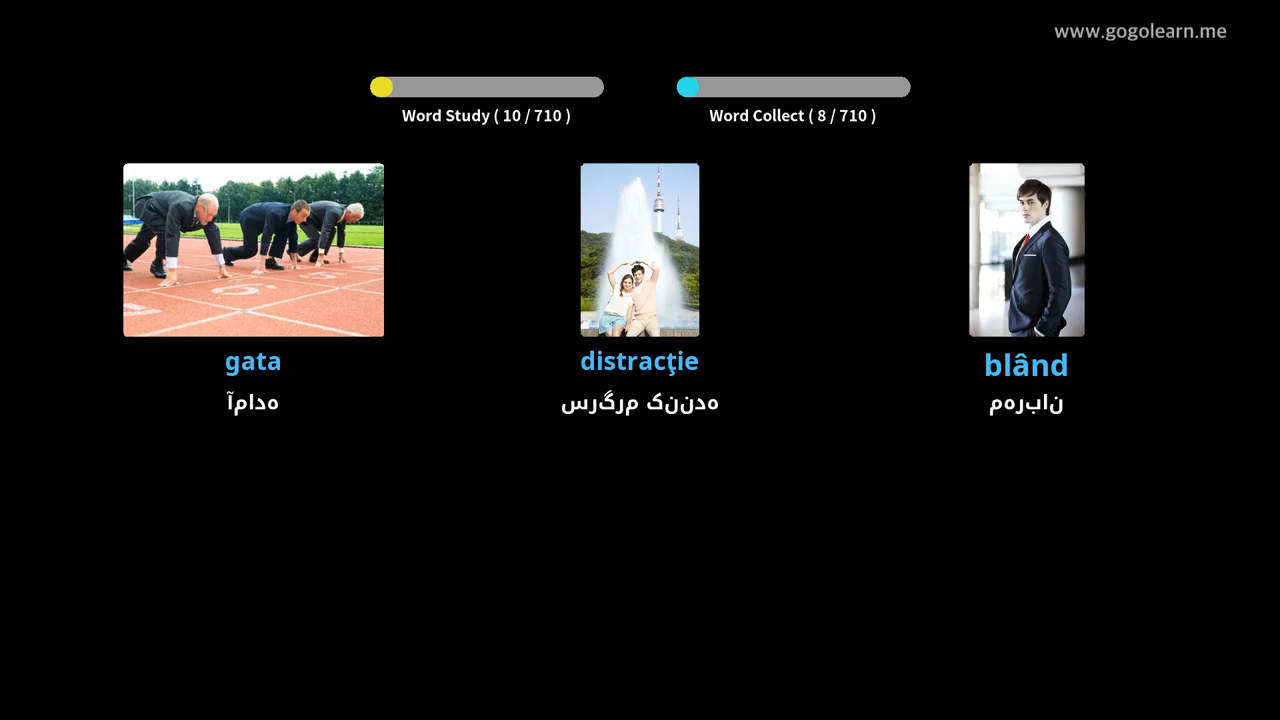 www.gogolearn.me
Word Study ( 10 / 710 )
Word Collect ( 8 / 710 )
gata
distracţie
blând
آماده
سرگرم کننده
مهربان